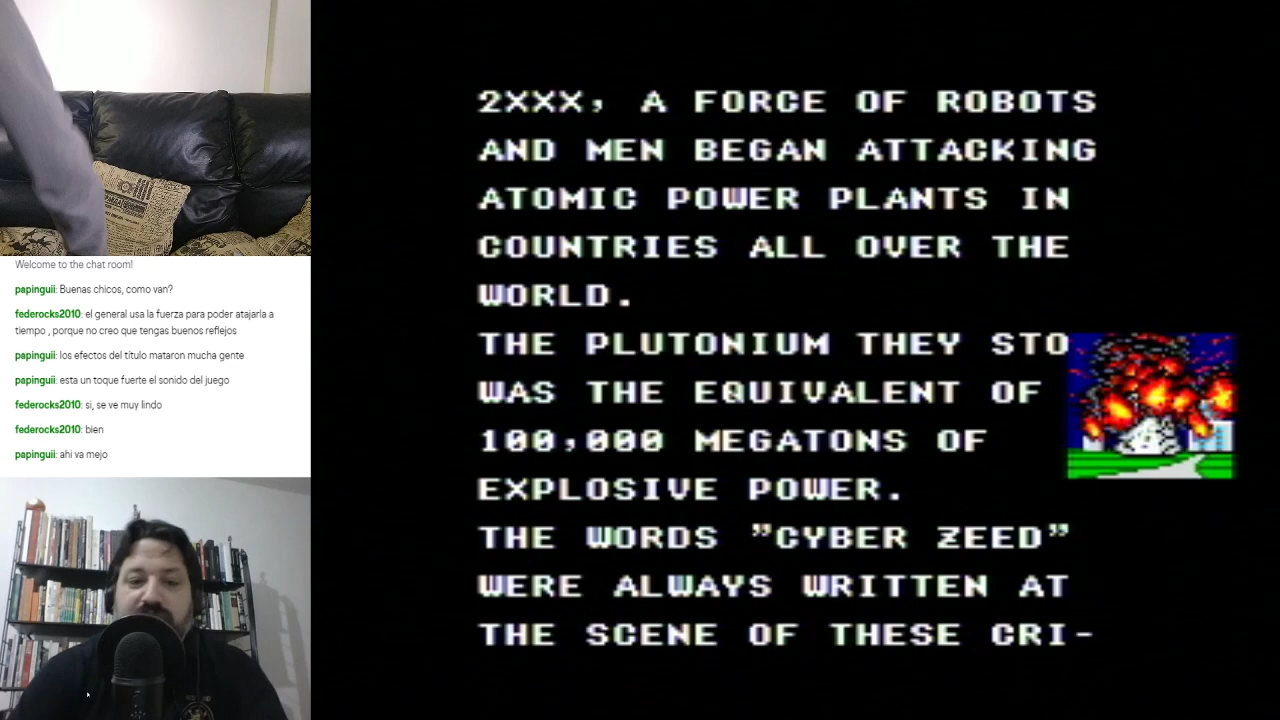 Welcome to the chat room!
papinguii: Buenas chicos, como van?
federocks2010: el general usa la fuerza para poder atajarla a
tiempo , porque no creo que tengas buenos reflejos
papinguii: los efectos del título mataron mucha gente
papinguii: esta un toque fuerte el sonido del juego
federocks2010: si, se ve muy lindo
federocks2010: bien
papinguii: ahi va mejo
2XXX, A FORCE OF ROBOTS
AND MEN BEGAN ATTACKING
ATOMIC POWER PLANTS IN
COUNTRIES ALL OVER THE
WORLD.
THE PLUTONIUM THEY STO
WAS THE EQUIVALENT OF
100,000 MEGATONS OF
EXPLOSIVE POWER.
THE WORDS "CYBER ZEED"
WERE ALWAYS WRITTEN AT
THE SCENE OF THESE CRI-